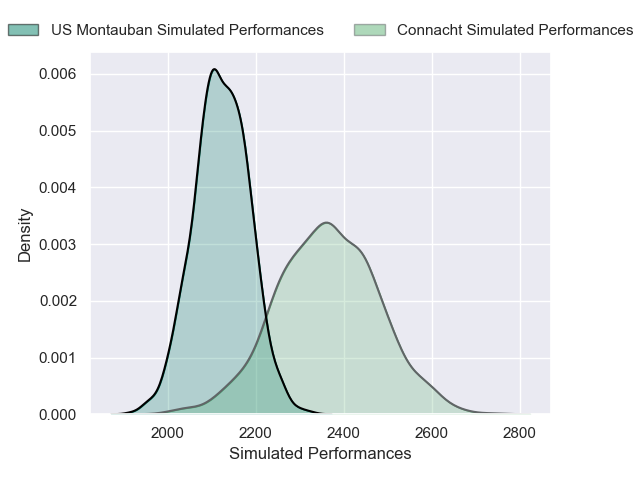 US Montauban Simulated Performances Connacht Simulated Performances
0.006
0.005
0.004
0.003
0.002
0.001
0.000
Density
2000 2200 2400 2600 2800
Simulated Performances